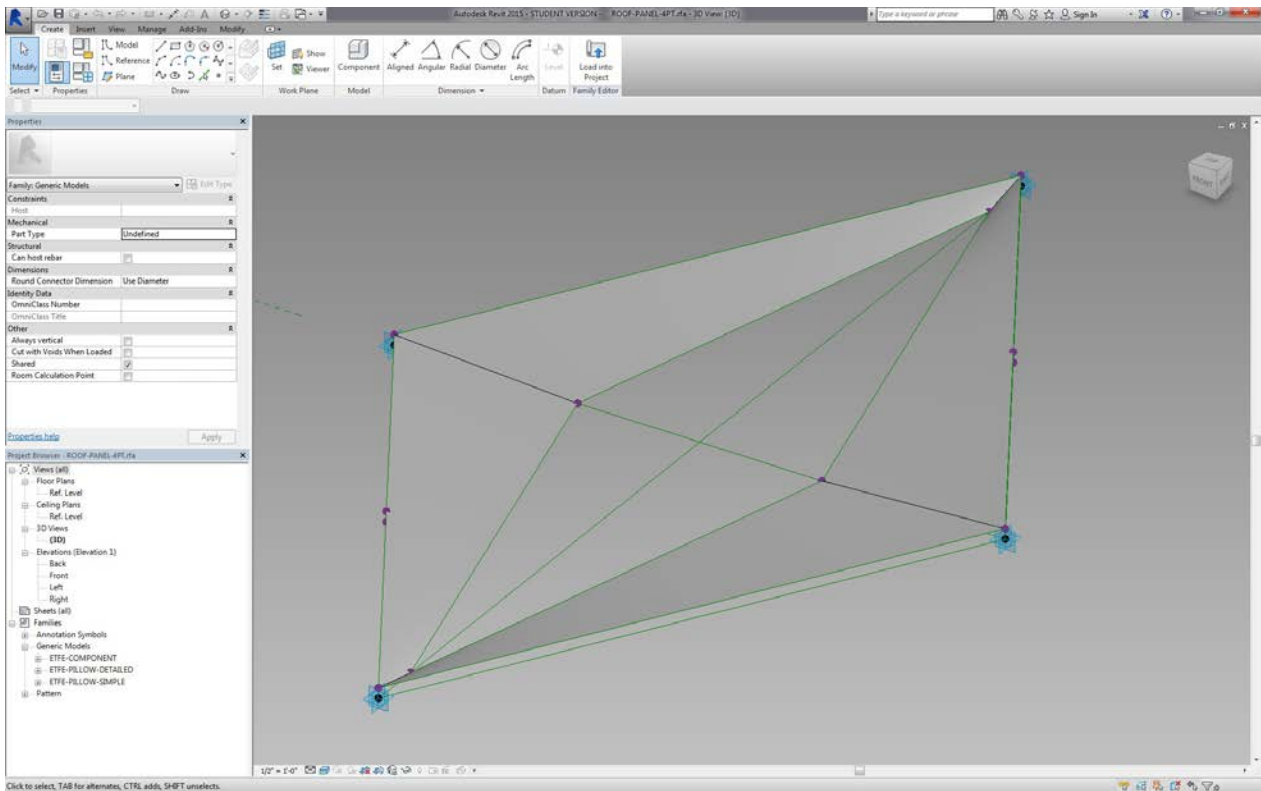 Autodesk Revit 2015 - STUDENT VERSION - ROOF-PANEL-4PT.rfa - 3D View: {3D}
Type a keyword or phrase
Sign In
Create Insert View Manage Add-Ins Modify
Modify
Model
Reference
Plane
Set
Show
Viewer
Component
Aligned Angular Radial Diameter Arc Length
Level
Load into Project
Select Properties Draw Work Plane Model Dimension Datum Family Editor
Properties
Family: Generic Models
Edit Type
Constraints
Host
Mechanical
Part Type Undefined
Structural
Can host rebar
Dimensions
Round Connector Dimension Use Diameter
Identity Data
OmniClass Number
OmniClass Title
Other
Always vertical
Cut with Voids When Loaded
Shared
Room Calculation Point
Properties help
Apply
Project Browser - ROOF-PANEL-4PT.rfa
Views (all)
Floor Plans
Ref. Level
Ceiling Plans
Ref. Level
3D Views
{3D}
Elevations (Elevation 1)
Back
Front
Left
Right
Sheets (all)
Families
Annotation Symbols
Generic Models
ETFE-COMPONENT
ETFE-PILLOW-DETAILED
ETFE-PILLOW-SIMPLE
Pattern
FRONT
1/2" = 1'-0"
Click to select, TAB for alternates, CTRL adds, SHIFT unselects.